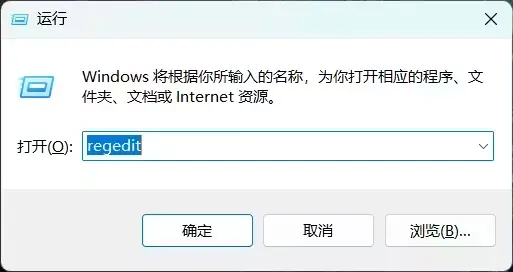 运行
Windows 将根据你所输入的名称，为你打开相应的程序、文
件夹、文档或 Internet 资源。
打开(O): regedit
确定 取消 浏览(B)...